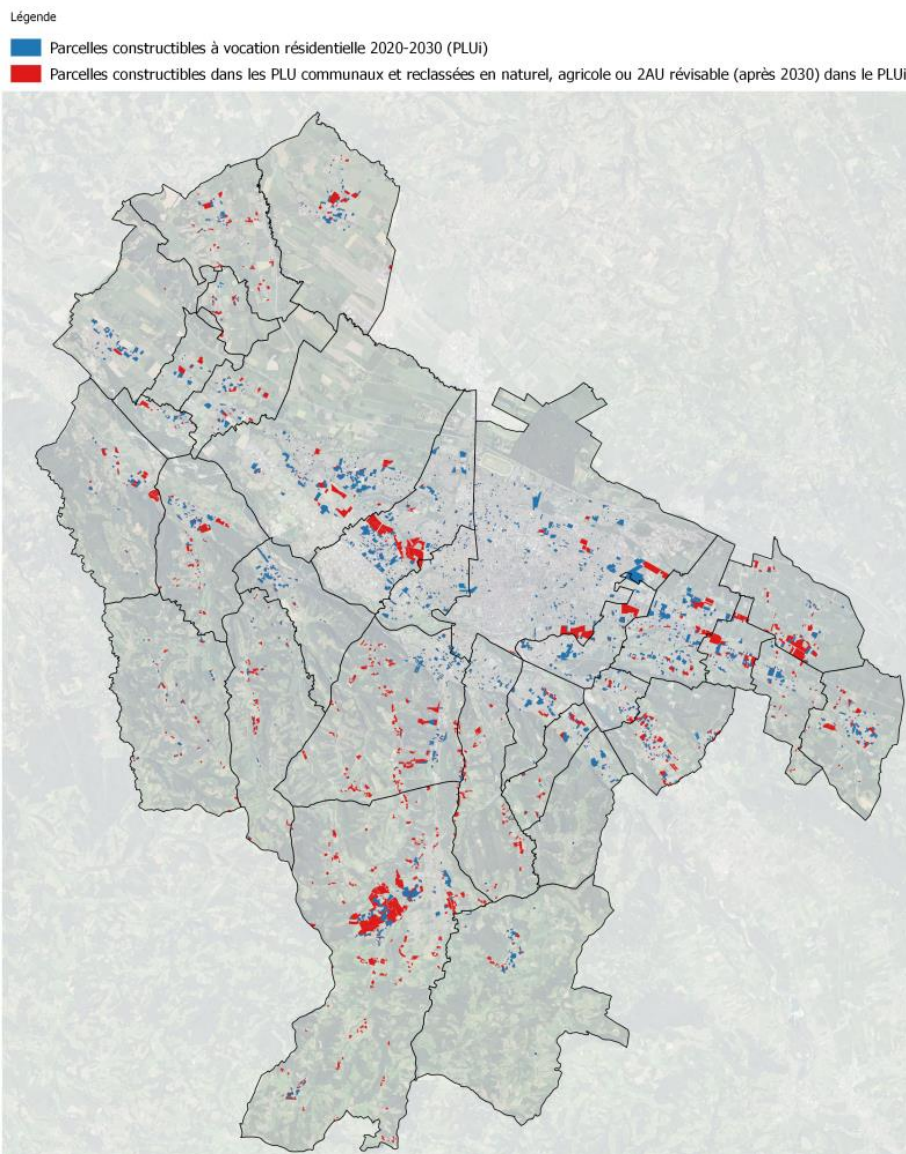 Légende
Parcelles constructibles à vocation résidentielle 2020-2030 (PLUi)
Parcelles constructibles dans les PLU communaux et reclassées en naturel, agricole ou 2AU révisable (après 2030) dans le PLUi